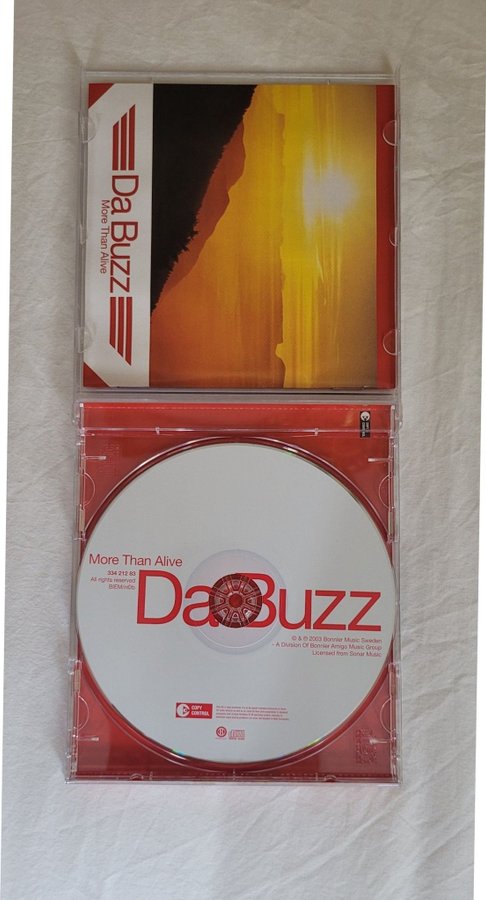 Da Buzz
More Than Alive
More Than Alive
334 212 83
All rights reserved
BIEM/n©b
Da Buzz
© & ℗ 2003 Bonnier Music Sweden
- A Division Of Bonnier Amigo Music Group
Licensed from Sonar Music
COPY
CONTROL